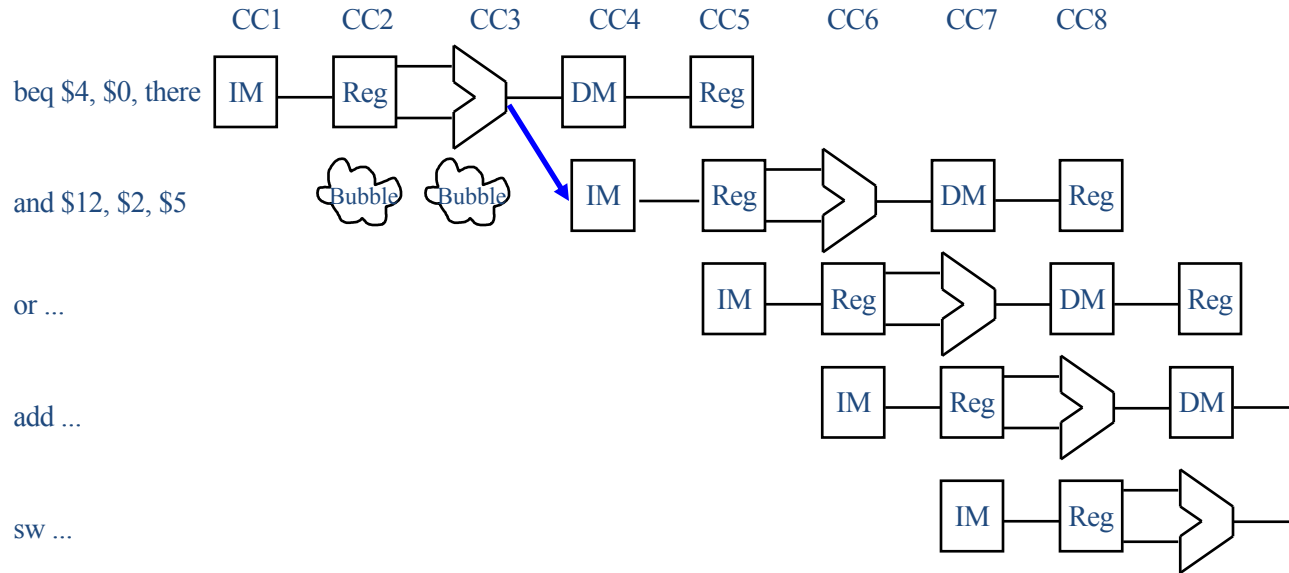 CC1 CC2 CC3 CC4 CC5 CC6 CC7 CC8
beq $4, $0, there IM Reg DM Reg
and $12, $2, $5 Bubble Bubble IM Reg DM Reg
or ... IM Reg DM Reg
add ... IM Reg DM
sw ... IM Reg